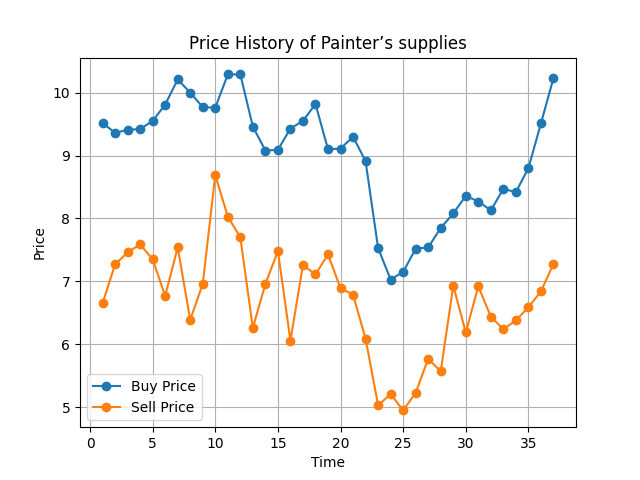 Price History of Painter’s supplies
Price
10
9
8
7
6
5
Buy Price
Sell Price
0 5 10 15 20 25 30 35
Time